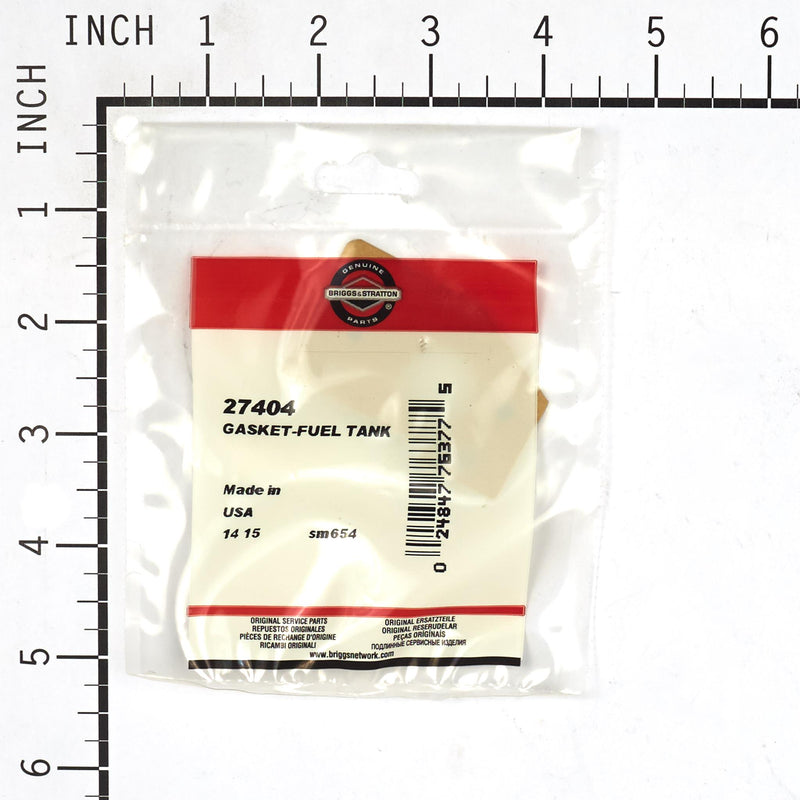 INCH 1 2 3 4 5 6
INCH
1
2
3
4
5
6
GENUINE
BRIGGS&STRATTON
®
PARTS
27404
GASKET-FUEL TANK
Made in
USA
14 15 sm654
0 24847 75377 5
ORIGINAL SERVICE PARTS
REPUESTOS ORIGINALES
PIÈCES DE RECHANGE D'ORIGINE
RICAMBI ORIGINALI
ORIGINAL ERSATZTEILE
ORIGINAL RESERUDELAR
PEÇAS ORIGINAIS
ПОДЛИННЫЕ СЕРВИСНЫЕ ИЗДЕЛИЯ
www.briggsnetwork.com